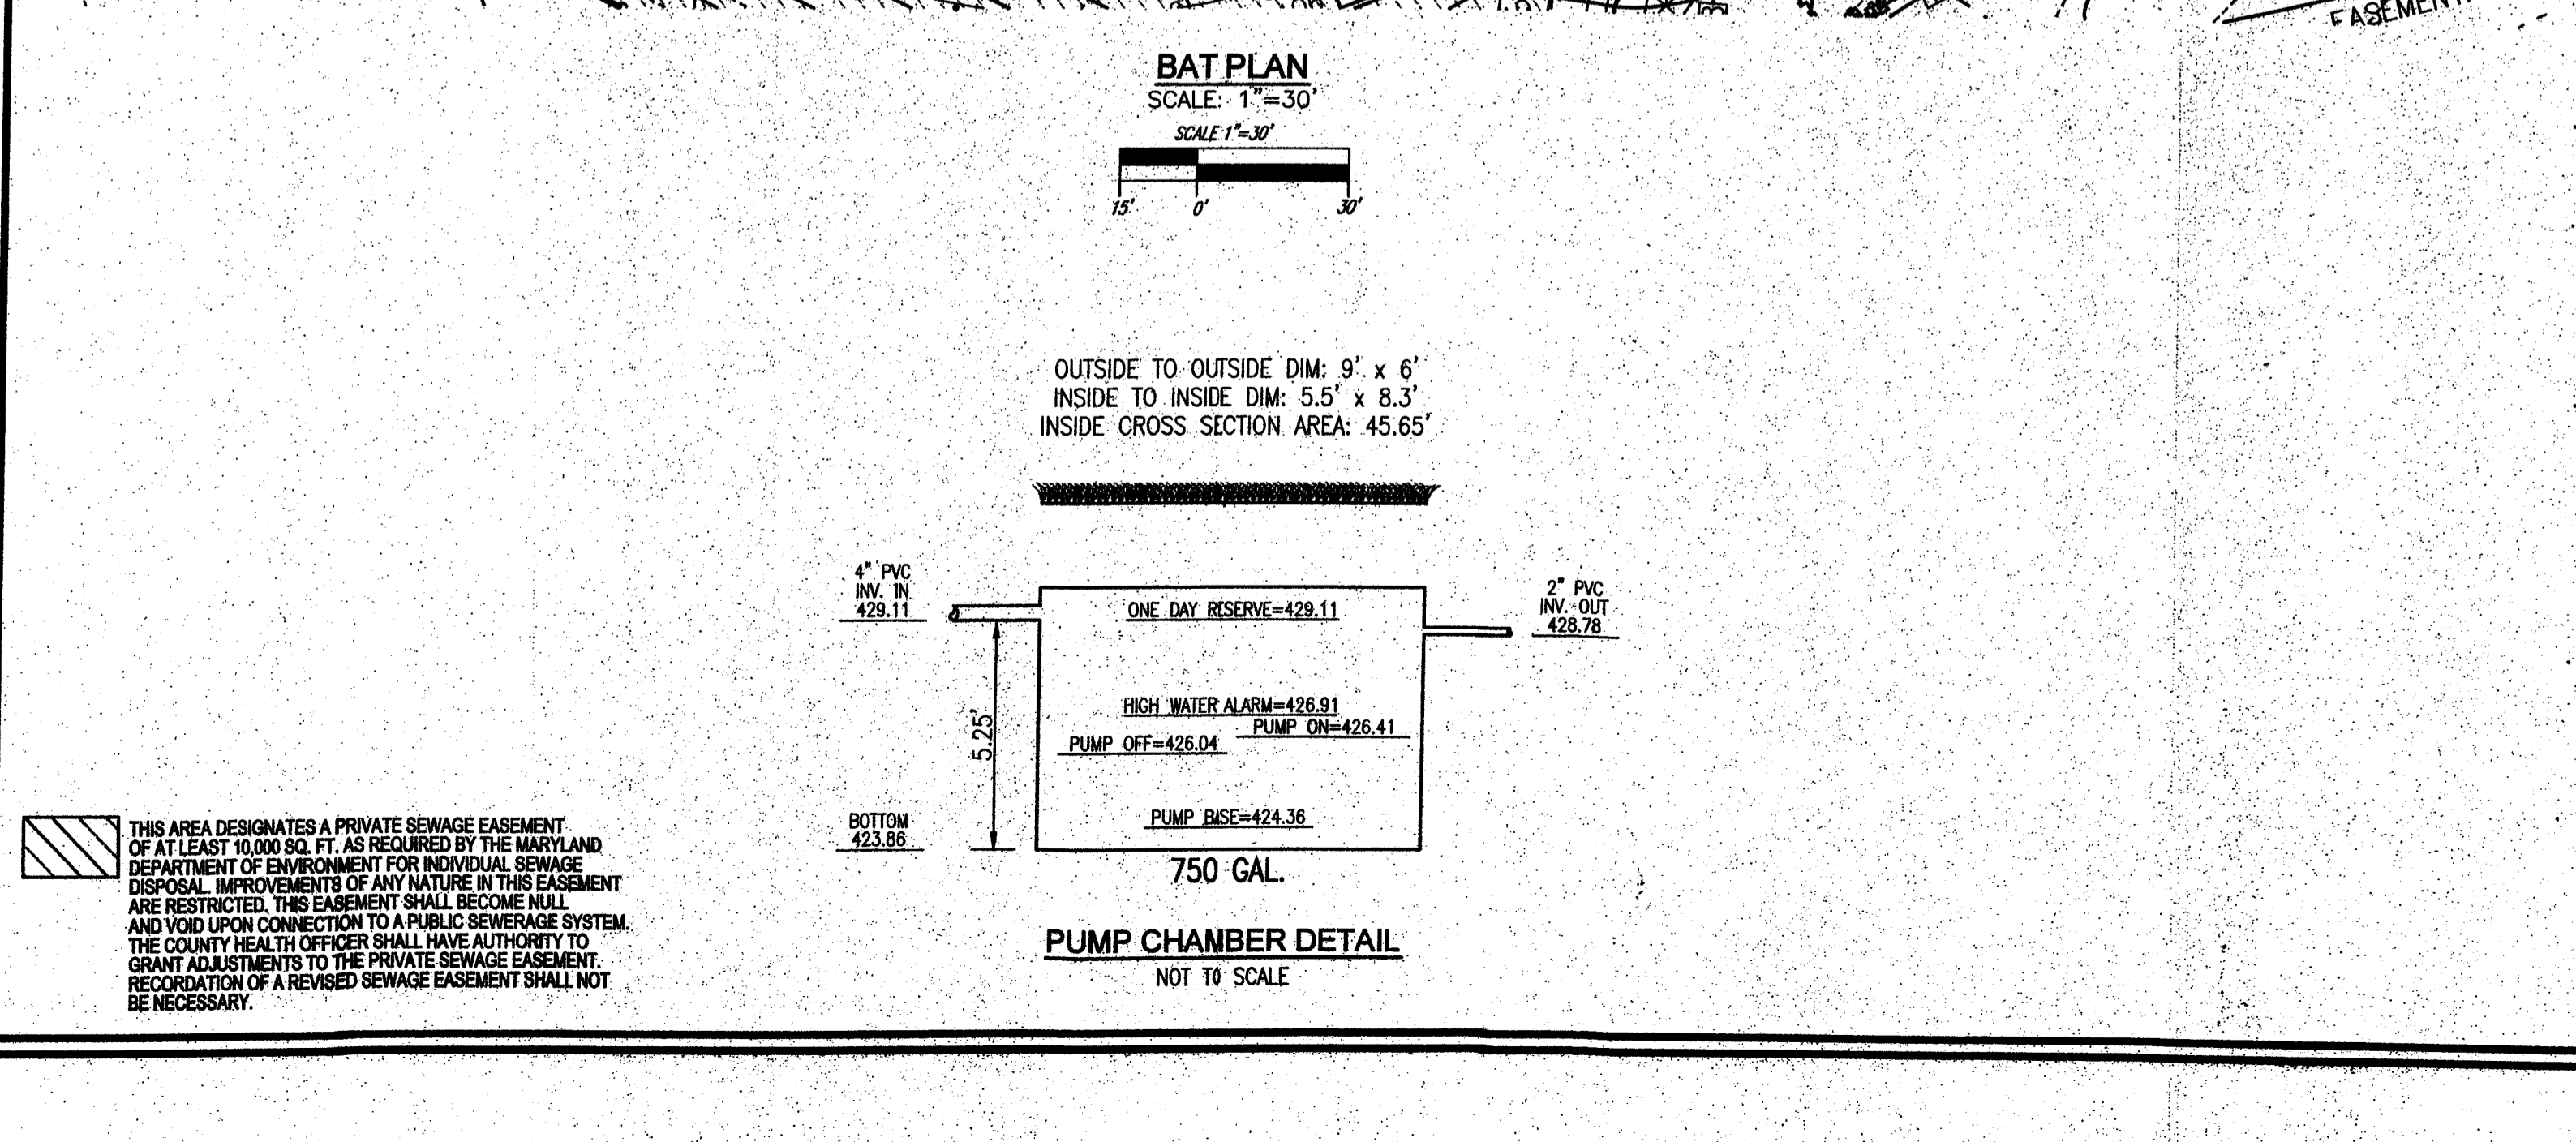 EASEMENT
BAT PLAN
SCALE: 1"=30'
SCALE 1"=30'
15' 0' 30'
OUTSIDE TO OUTSIDE DIM: 9' x 6'
INSIDE TO INSIDE DIM: 5.5' x 8.3'
INSIDE CROSS SECTION AREA: 45.65'
4" PVC
INV. IN
429.11
ONE DAY RESERVE=429.11
2" PVC
INV. OUT
428.78
HIGH WATER ALARM=426.91
PUMP ON=426.41
PUMP OFF=426.04
5.25'
PUMP BASE=424.36
BOTTOM
423.86
750 GAL.
PUMP CHAMBER DETAIL
NOT TO SCALE
THIS AREA DESIGNATES A PRIVATE SEWAGE EASEMENT
OF AT LEAST 10,000 SQ. FT. AS REQUIRED BY THE MARYLAND
DEPARTMENT OF ENVIRONMENT FOR INDIVIDUAL SEWAGE
DISPOSAL. IMPROVEMENTS OF ANY NATURE IN THIS EASEMENT
ARE RESTRICTED. THIS EASEMENT SHALL BECOME NULL
AND VOID UPON CONNECTION TO A PUBLIC SEWERAGE SYSTEM.
THE COUNTY HEALTH OFFICER SHALL HAVE AUTHORITY TO
GRANT ADJUSTMENTS TO THE PRIVATE SEWAGE EASEMENT.
RECORDATION OF A REVISED SEWAGE EASEMENT SHALL NOT
BE NECESSARY.